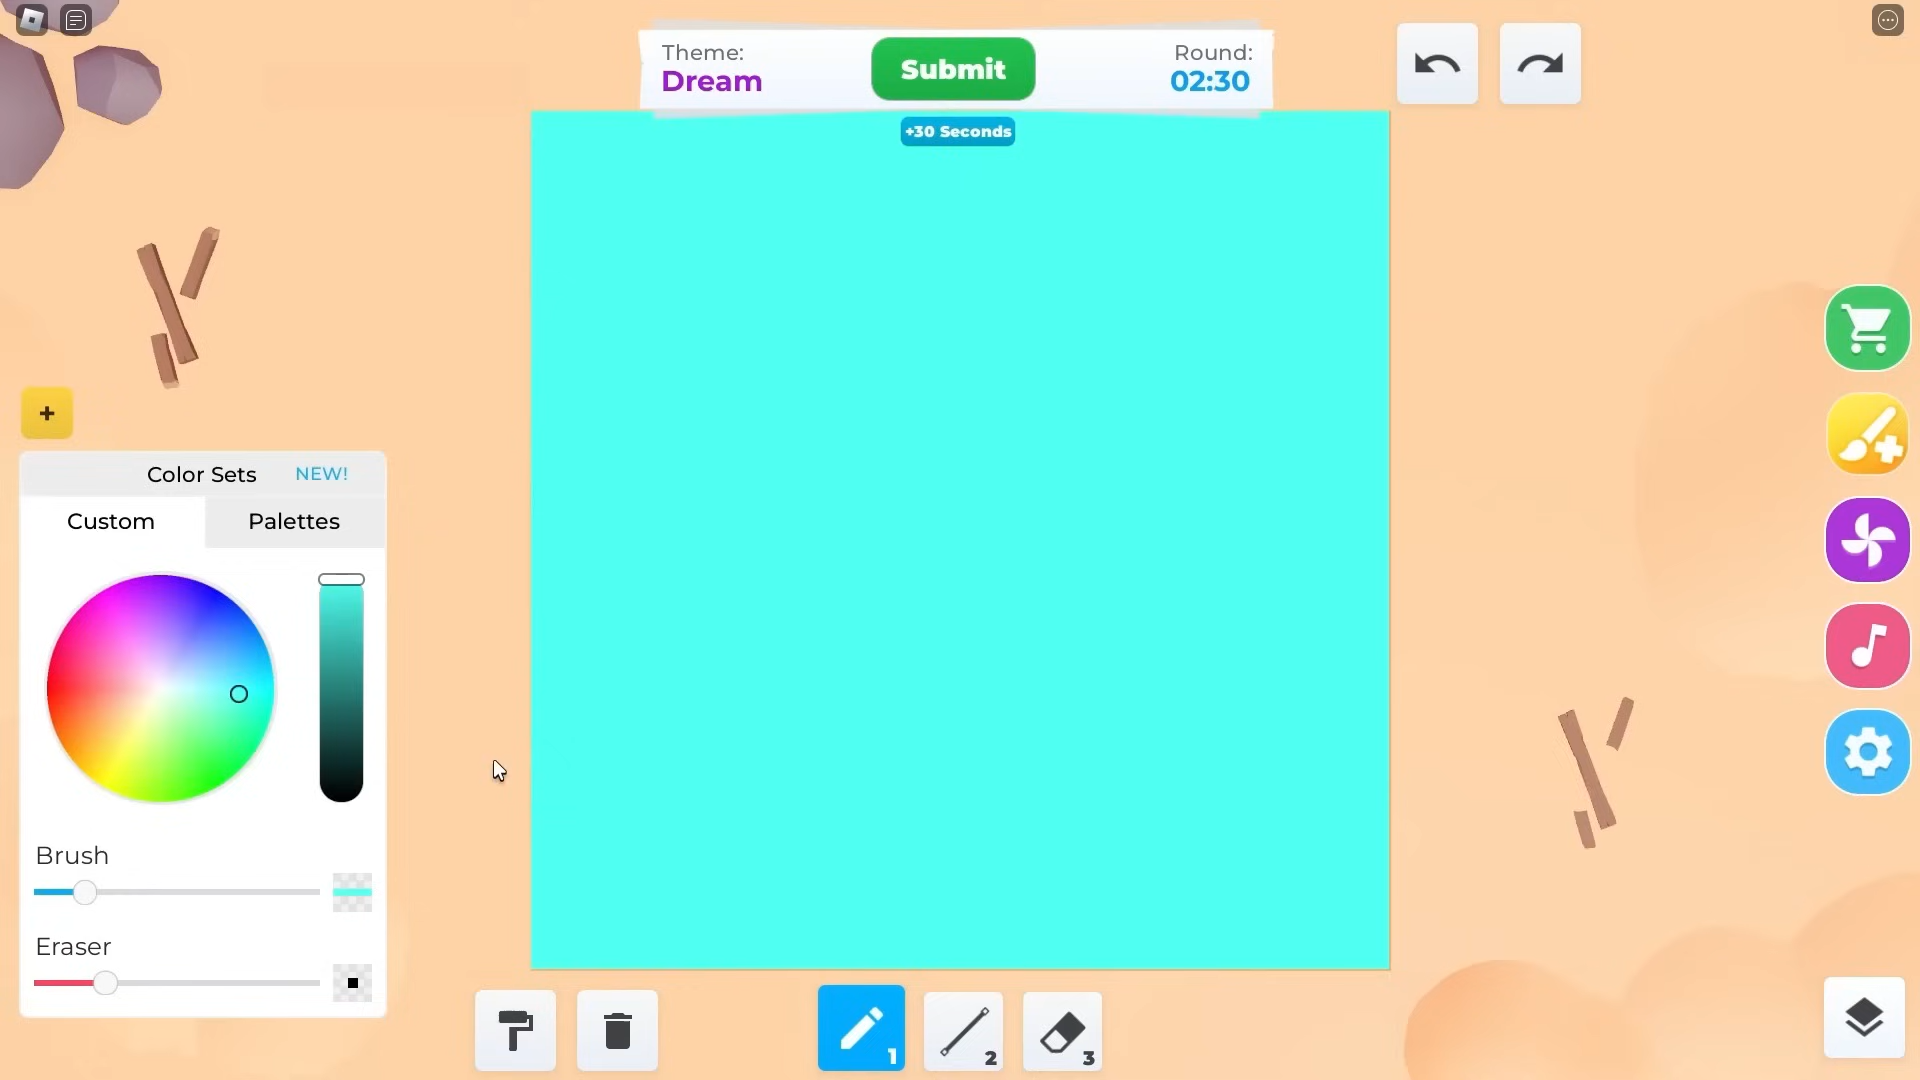 Theme:
Dream
Submit
Round:
02:30
+30 Seconds
+
Color Sets NEW!
Custom
Palettes
Brush
Eraser
1
2
3